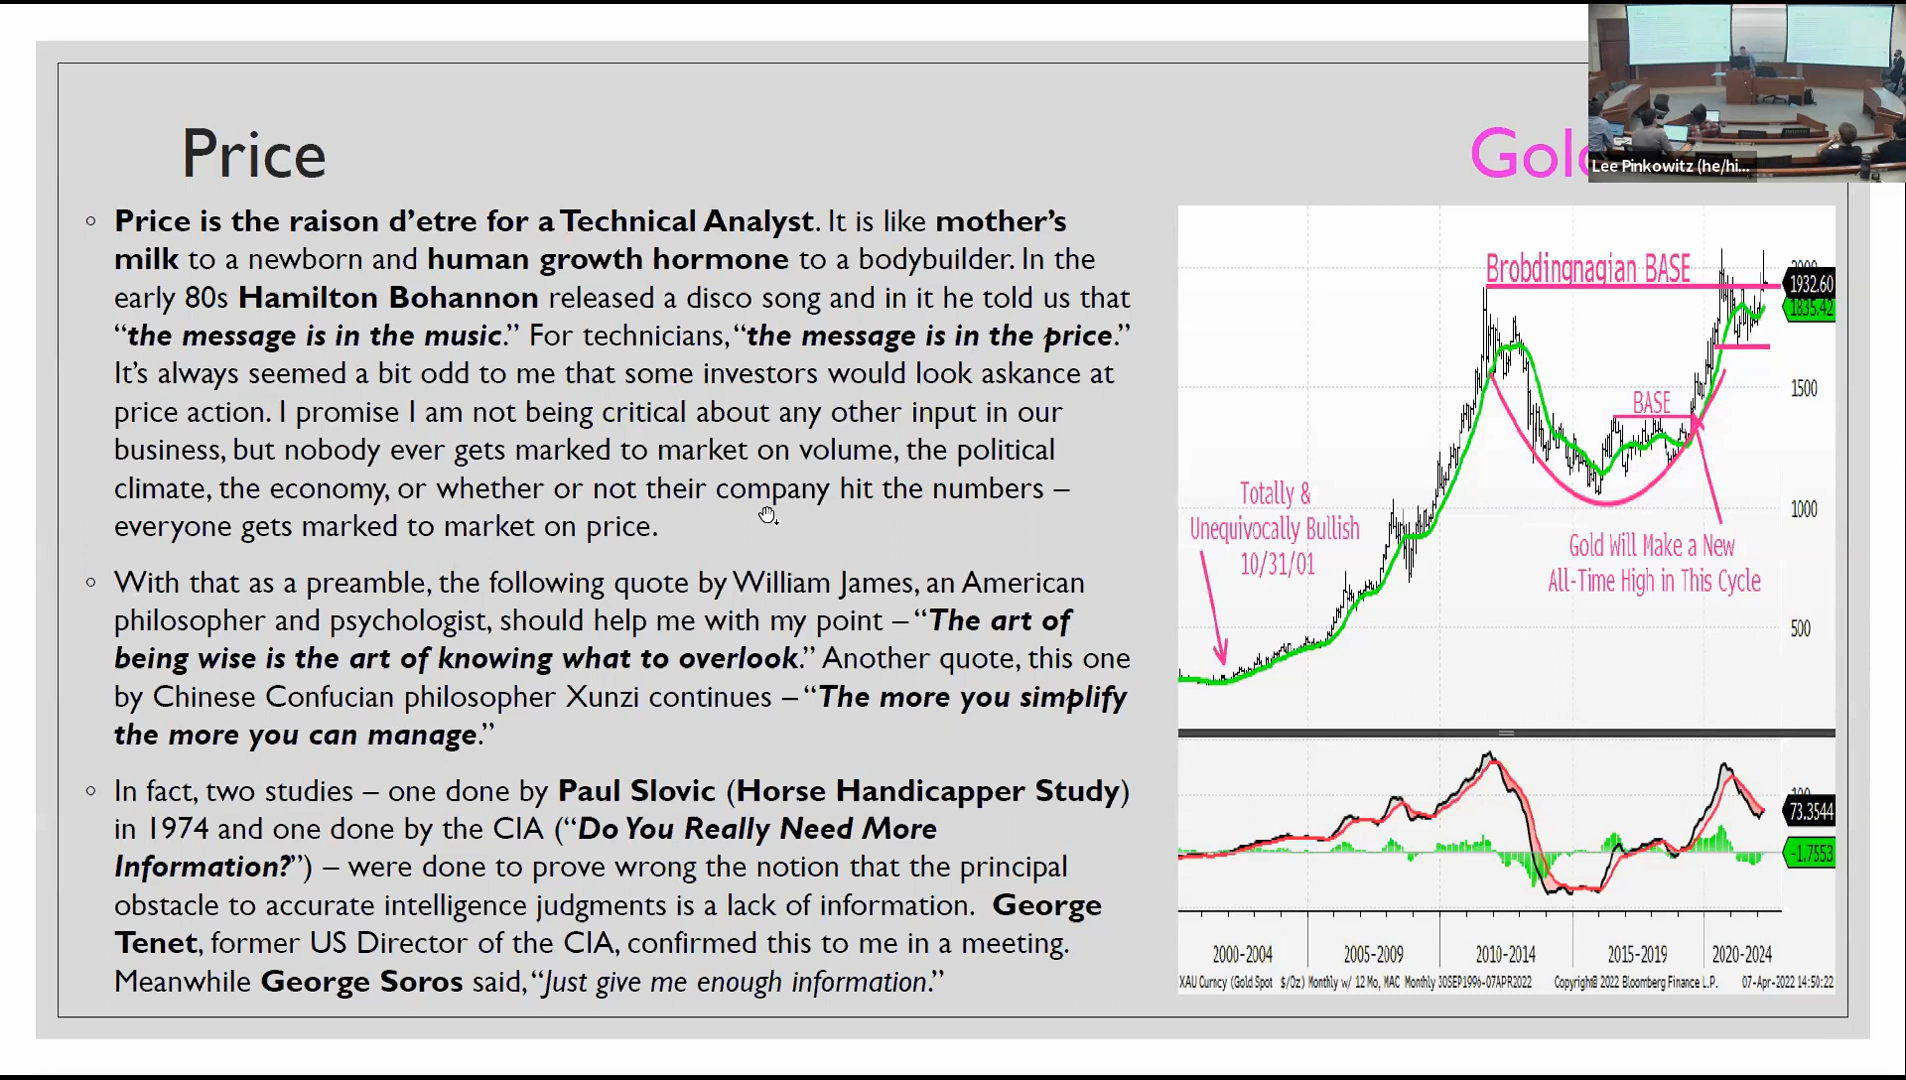 Price
Gold
Lee Pinkowitz (he/hi...
◦ Price is the raison d’etre for a Technical Analyst. It is like mother’s
milk to a newborn and human growth hormone to a bodybuilder. In the
early 80s Hamilton Bohannon released a disco song and in it he told us that
“the message is in the music.” For technicians, “the message is in the price.”
It’s always seemed a bit odd to me that some investors would look askance at
price action. I promise I am not being critical about any other input in our
business, but nobody ever gets marked to market on volume, the political
climate, the economy, or whether or not their company hit the numbers –
everyone gets marked to market on price.
◦ With that as a preamble, the following quote by William James, an American
philosopher and psychologist, should help me with my point – “The art of
being wise is the art of knowing what to overlook.” Another quote, this one
by Chinese Confucian philosopher Xunzi continues – “The more you simplify
the more you can manage.”
◦ In fact, two studies – one done by Paul Slovic (Horse Handicapper Study)
in 1974 and one done by the CIA (“Do You Really Need More
Information?”) – were done to prove wrong the notion that the principal
obstacle to accurate intelligence judgments is a lack of information. George
Tenet, former US Director of the CIA, confirmed this to me in a meeting.
Meanwhile George Soros said, “Just give me enough information.”
Brobdingnagian BASE
2000
1932.60
1835.42
1500
BASE
Totally &
Unequivocally Bullish
10/31/01
1000
Gold Will Make a New
All-Time High in This Cycle
500
100
73.3544
-1.7553
2000-2004
2005-2009
2010-2014
2015-2019
2020-2024
XAU Curncy (Gold Spot $/Oz) Monthly w/ 12 Mo, MAC Monthly 30SEP1996-07APR2022
Copyright© 2022 Bloomberg Finance L.P.
07-Apr-2022 14:50:22